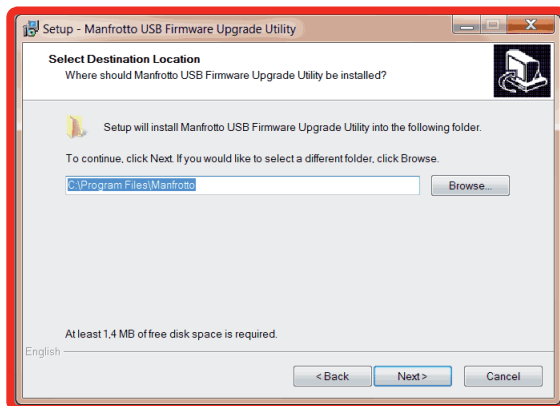 Setup - Manfrotto USB Firmware Upgrade Utility
Select Destination Location
Where should Manfrotto USB Firmware Upgrade Utility be installed?
Setup will install Manfrotto USB Firmware Upgrade Utility into the following folder.
To continue, click Next. If you would like to select a different folder, click Browse.
C:\Program Files\Manfrotto
Browse...
At least 1,4 MB of free disk space is required.
English
< Back
Next >
Cancel